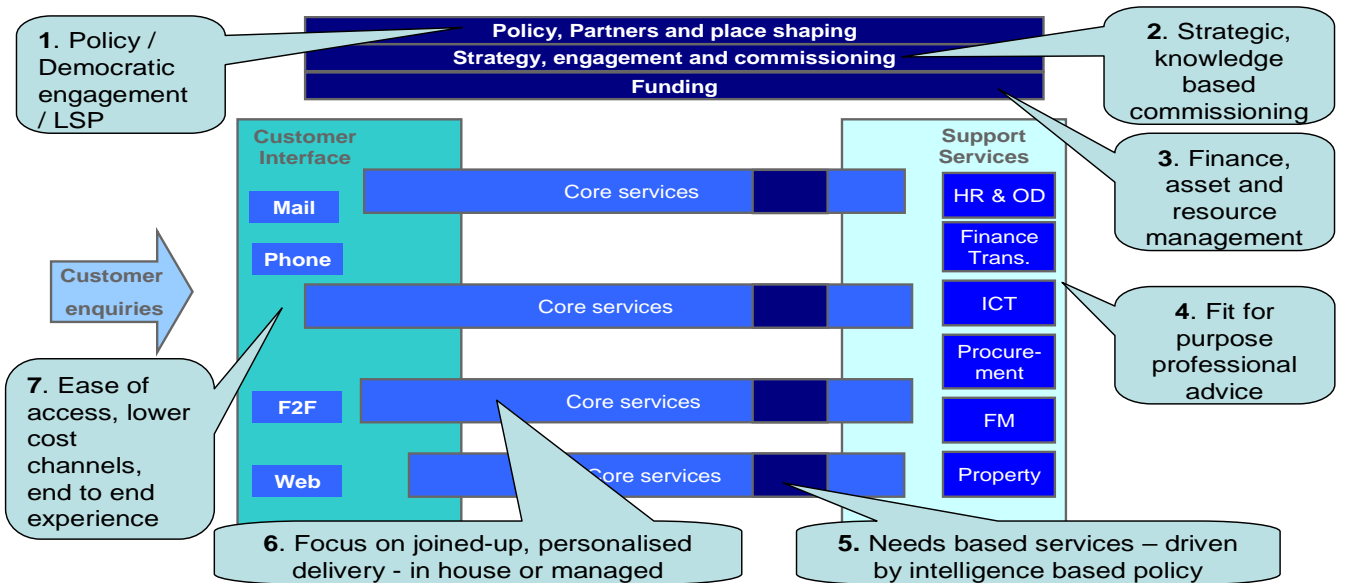 1. Policy /
Democratic
engagement
/ LSP
Policy, Partners and place shaping
Strategy, engagement and commissioning
Funding
2. Strategic,
knowledge
based
commissioning
3. Finance,
asset and
resource
management
Customer
Interface
Mail
Phone
F2F
Web
Customer
enquiries
Core services
Core services
Core services
Core services
Support
Services
HR & OD
Finance
Trans.
ICT
Procure-
ment
FM
Property
4. Fit for
purpose
professional
advice
7. Ease of
access, lower
cost
channels,
end to end
experience
6. Focus on joined-up, personalised
delivery - in house or managed
5. Needs based services – driven
by intelligence based policy